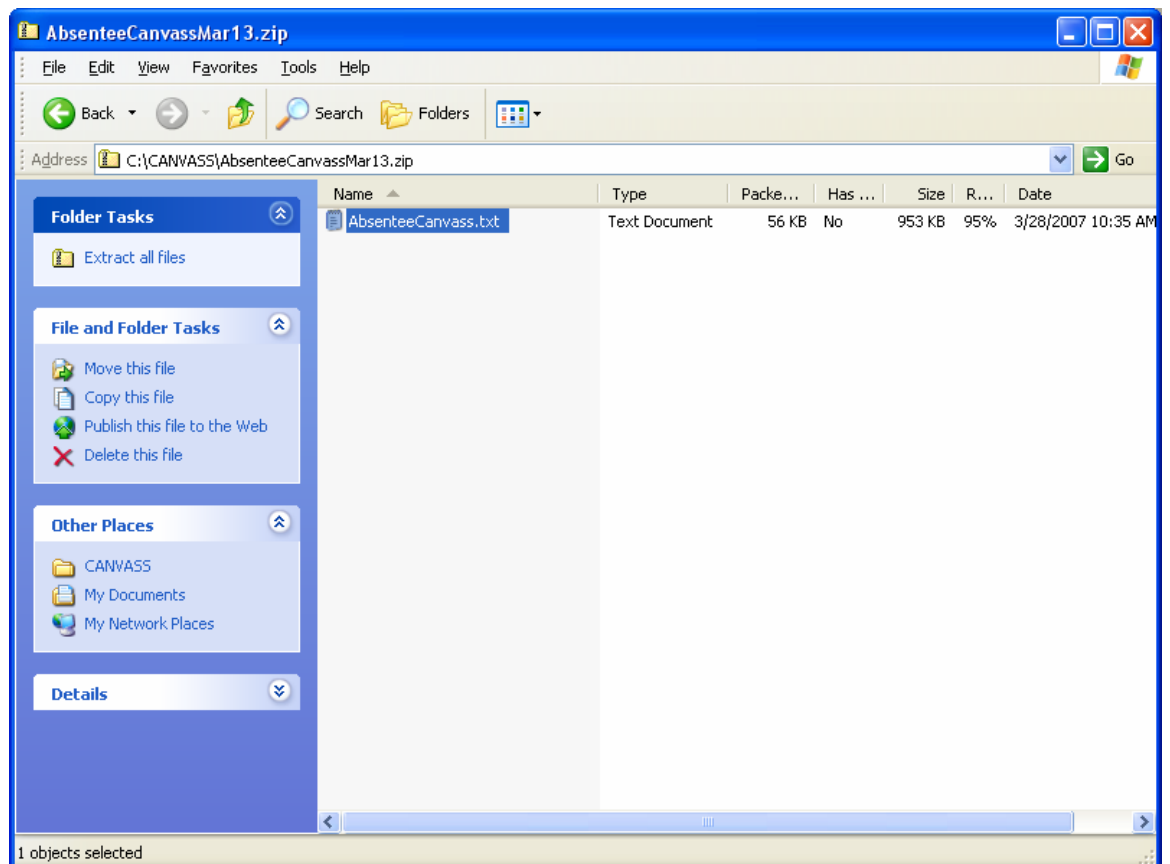 AbsenteeCanvassMar13.zip
File Edit View Favorites Tools Help
Back Search Folders
Address C:\CANVASS\AbsenteeCanvassMar13.zip Go
Folder Tasks
Extract all files
File and Folder Tasks
Move this file
Copy this file
Publish this file to the Web
Delete this file
Other Places
CANVASS
My Documents
My Network Places
Details
Name Type Packe... Has ... Size R... Date
AbsenteeCanvass.txt Text Document 56 KB No 953 KB 95% 3/28/2007 10:35 AM
1 objects selected